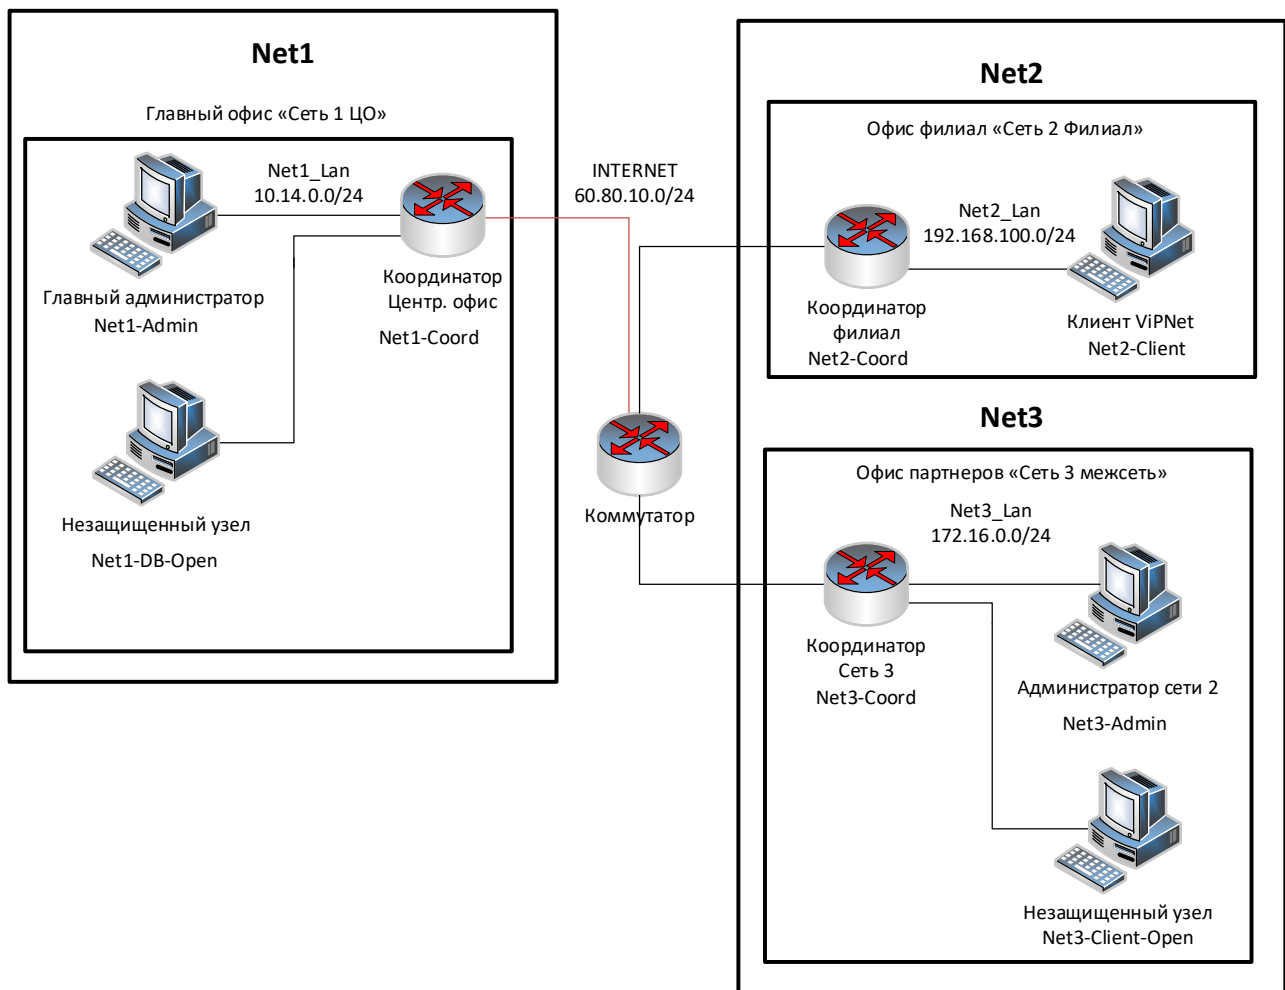 Net1
Главный офис «Сеть 1 ЦО»
Net1_Lan
10.14.0.0/24
Главный администратор
Net1-Admin
Координатор
Центр. офис
Net1-Coord
Незащищенный узел
Net1-DB-Open
INTERNET
60.80.10.0/24
Коммутатор
Net2
Офис филиал «Сеть 2 Филиал»
Net2_Lan
192.168.100.0/24
Координатор
филиал
Net2-Coord
Клиент ViPNet
Net2-Client
Net3
Офис партнеров «Сеть 3 межсеть»
Net3_Lan
172.16.0.0/24
Координатор
Сеть 3
Net3-Coord
Администратор сети 2
Net3-Admin
Незащищенный узел
Net3-Client-Open